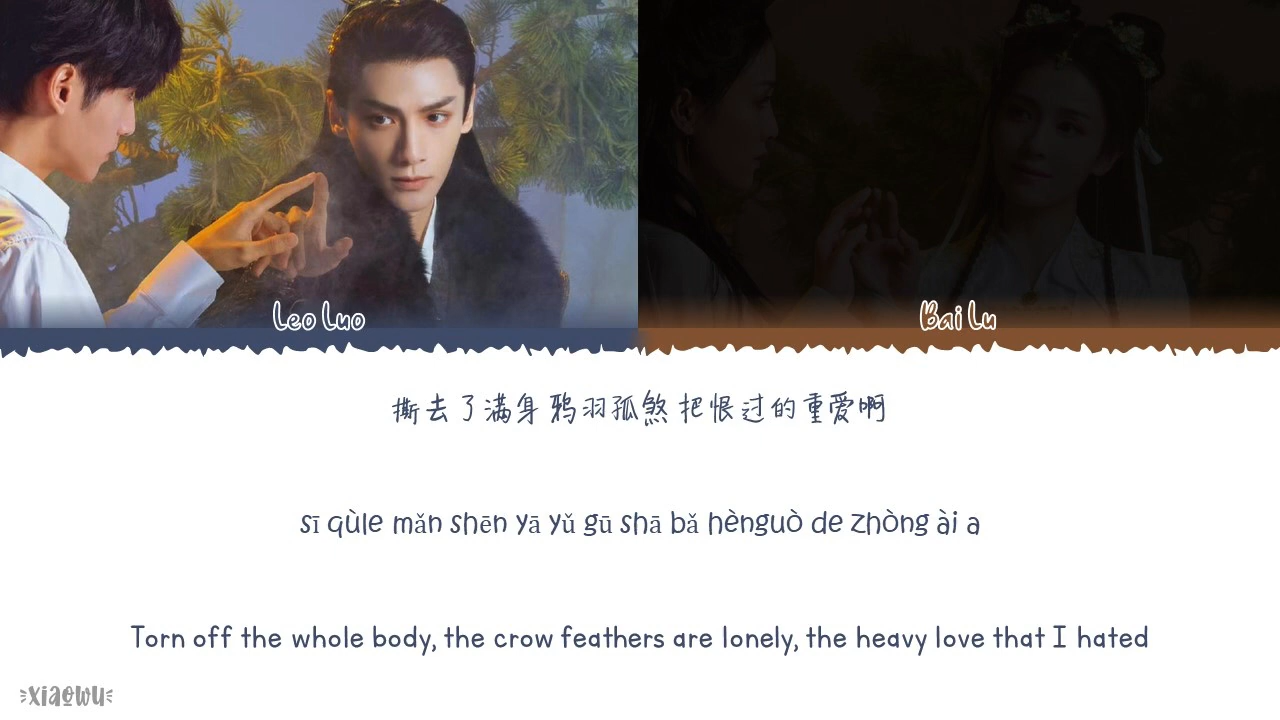 Leo Luo
Bai Lu
撕去了满身鸦羽孤煞 把恨过的重爱啊
sī qùle mǎn shēn yā yǔ gū shā bǎ hènguò de zhòng ài a
Torn off the whole body, the crow feathers are lonely, the heavy love that I hated
xiaowu